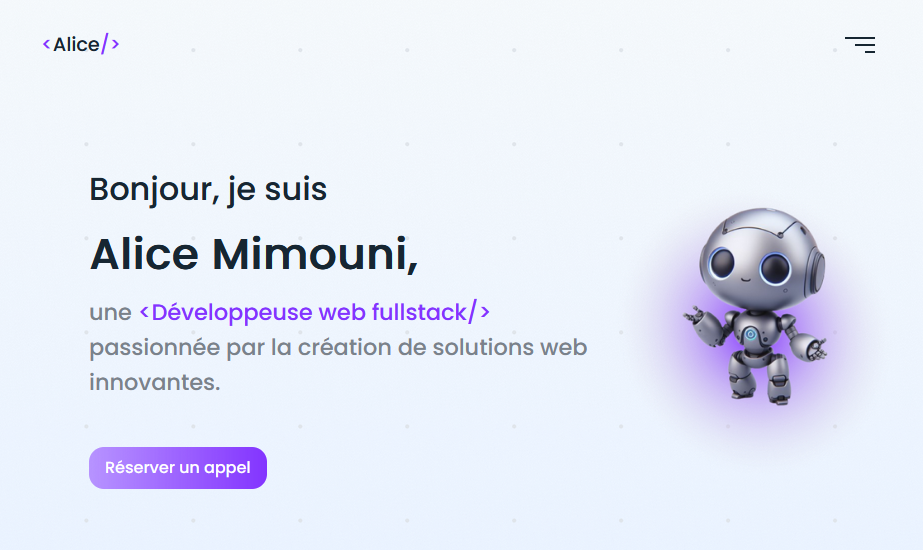 <Alice/>
Bonjour, je suis
Alice Mimouni,
une <Développeuse web fullstack/>
passionnée par la création de solutions web
innovantes.
Réserver un appel